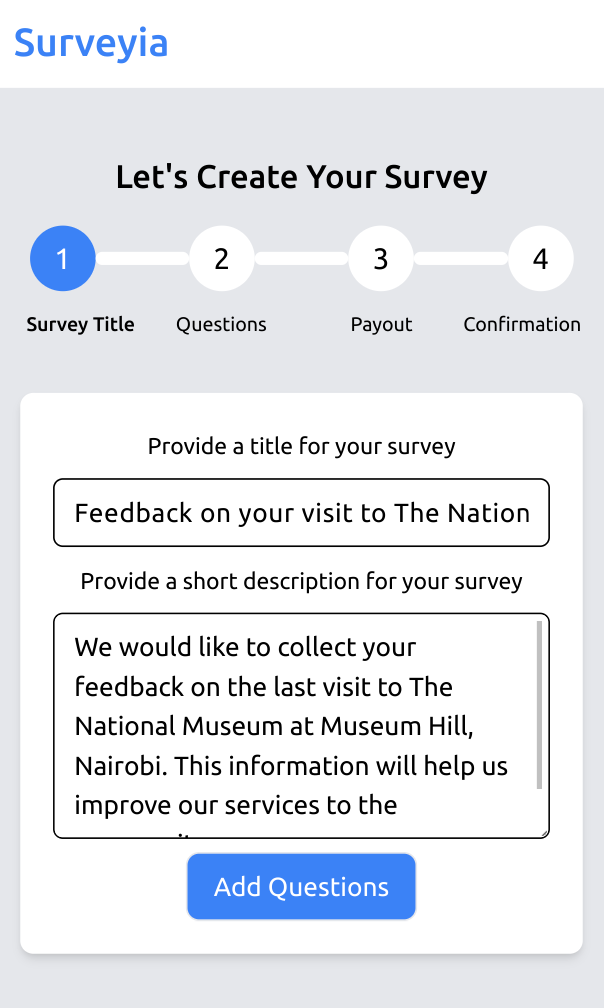 Surveyia
Let's Create Your Survey
1 2 3 4
Survey Title Questions Payout Confirmation
Provide a title for your survey
Feedback on your visit to The Nation
Provide a short description for your survey
We would like to collect your
feedback on the last visit to The
National Museum at Museum Hill,
Nairobi. This information will help us
improve our services to the
Add Questions